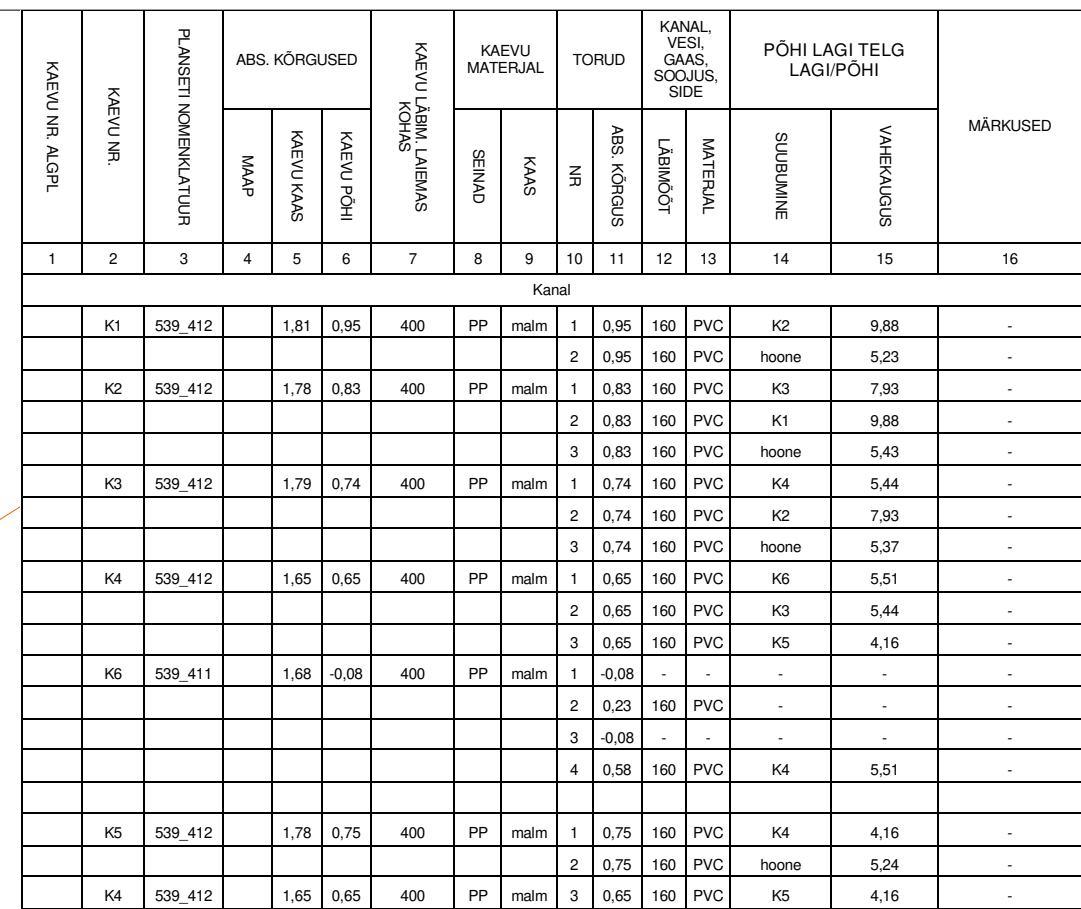 KAEVU NR. ALGPL
KAEVU NR.
PLANSETI NOMENKLATUUR
ABS. KÕRGUSED
MAAP
KAEVU KAAS
KAEVU PÕHI
KAEVU LÄBIM. LAIEMAS
KOHAS
KAEVU
MATERJAL
SEINAD
KAAS
TORUD
NR
ABS. KÕRGUS
KANAL,
VESI,
GAAS,
SOOJUS,
SIDE
LÄBIMÕÕT
MATERJAL
PÕHI LAGI TELG
LAGI/PÕHI
SUUBUMINE
VAHEKAUGUS
MÄRKUSED
1 2 3 4 5 6 7 8 9 10 11 12 13 14 15 16
Kanal
K1 539_412 1,81 0,95 400 PP malm 1 0,95 160 PVC K2 9,88 -
2 0,95 160 PVC hoone 5,23 -
K2 539_412 1,78 0,83 400 PP malm 1 0,83 160 PVC K3 7,93 -
2 0,83 160 PVC K1 9,88 -
3 0,83 160 PVC hoone 5,43 -
K3 539_412 1,79 0,74 400 PP malm 1 0,74 160 PVC K4 5,44 -
2 0,74 160 PVC K2 7,93 -
3 0,74 160 PVC hoone 5,37 -
K4 539_412 1,65 0,65 400 PP malm 1 0,65 160 PVC K6 5,51 -
2 0,65 160 PVC K3 5,44 -
3 0,65 160 PVC K5 4,16 -
K6 539_411 1,68 -0,08 400 PP malm 1 -0,08 - - - - -
2 0,23 160 PVC - - -
3 -0,08 - - - - -
4 0,58 160 PVC K4 5,51 -
K5 539_412 1,78 0,75 400 PP malm 1 0,75 160 PVC K4 4,16 -
2 0,75 160 PVC hoone 5,24 -
K4 539_412 1,65 0,65 400 PP malm 3 0,65 160 PVC K5 4,16 -